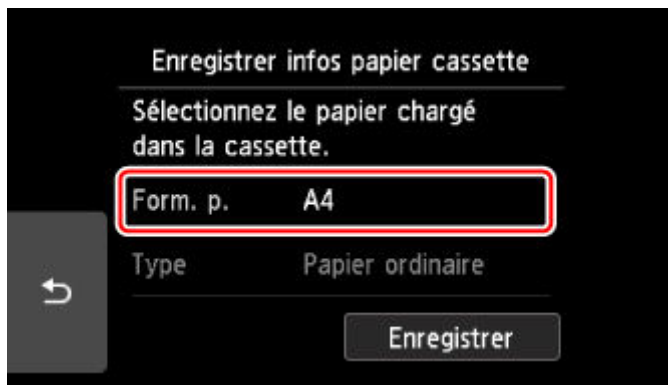 Enregistrer infos papier cassette
Sélectionnez le papier chargé
dans la cassette.
Form. p. A4
Type Papier ordinaire
Enregistrer